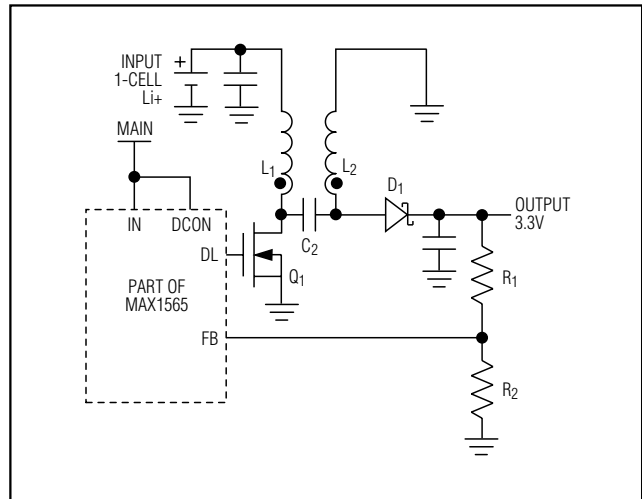 INPUT +
1-CELL
Li+
MAIN
L1
L2
D1
OUTPUT
3.3V
IN
DCON
C2
R1
DL
Q1
PART OF
MAX1565
FB
R2